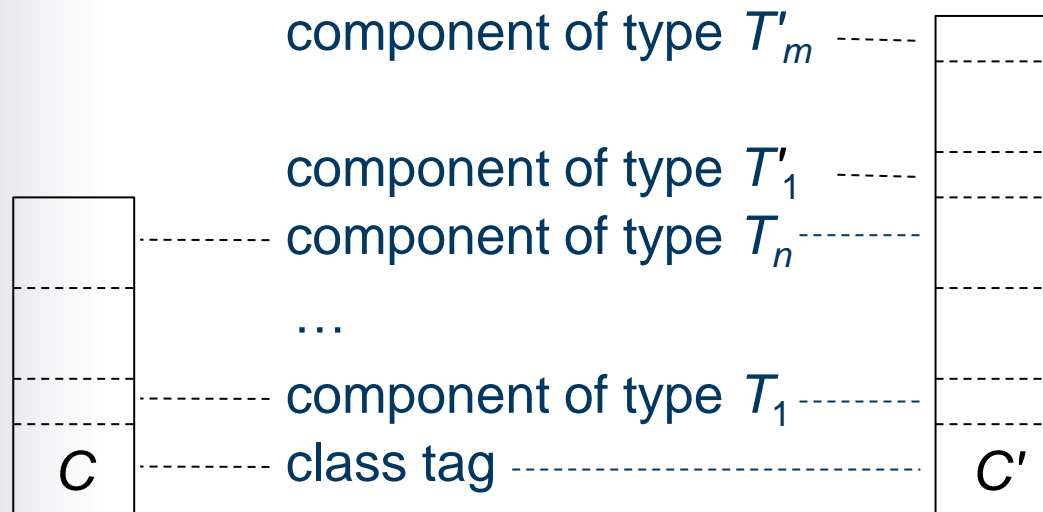 component of type T'ₘ
component of type T'₁
component of type Tₙ
…
component of type T₁
C class tag C'